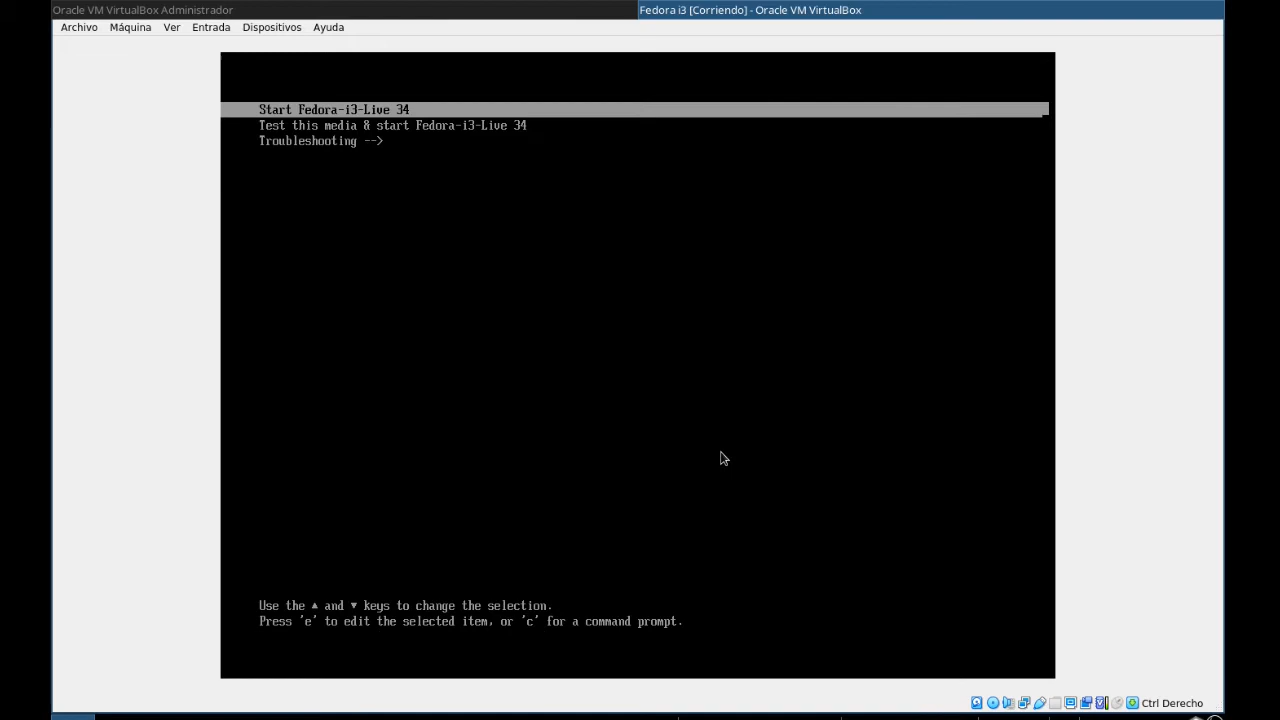 Oracle VM VirtualBox Administrador
Fedora i3 [Corriendo] - Oracle VM VirtualBox
Archivo Máquina Ver Entrada Dispositivos Ayuda
Start Fedora-i3-Live 34
Test this media & start Fedora-i3-Live 34
Troubleshooting -->
Use the ▲ and ▼ keys to change the selection.
Press 'e' to edit the selected item, or 'c' for a command prompt.
Ctrl Derecho